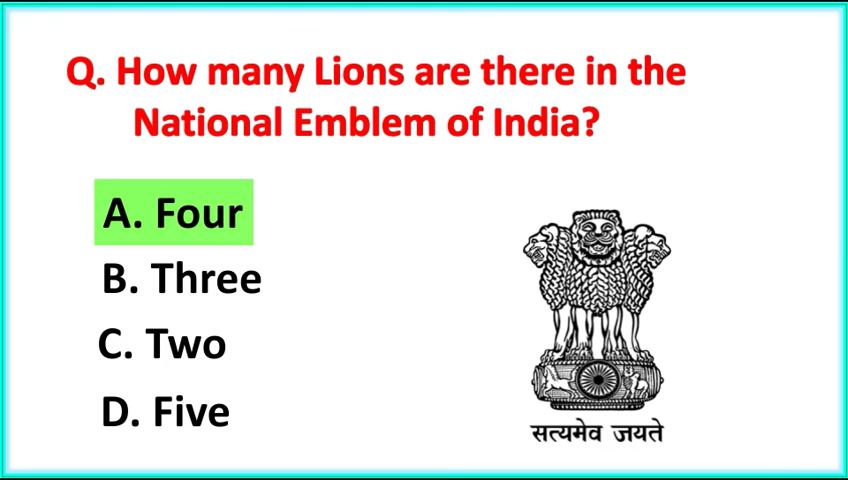 Q. How many Lions are there in the
National Emblem of India?
A. Four
B. Three
C. Two
D. Five
सत्यमेव जयते